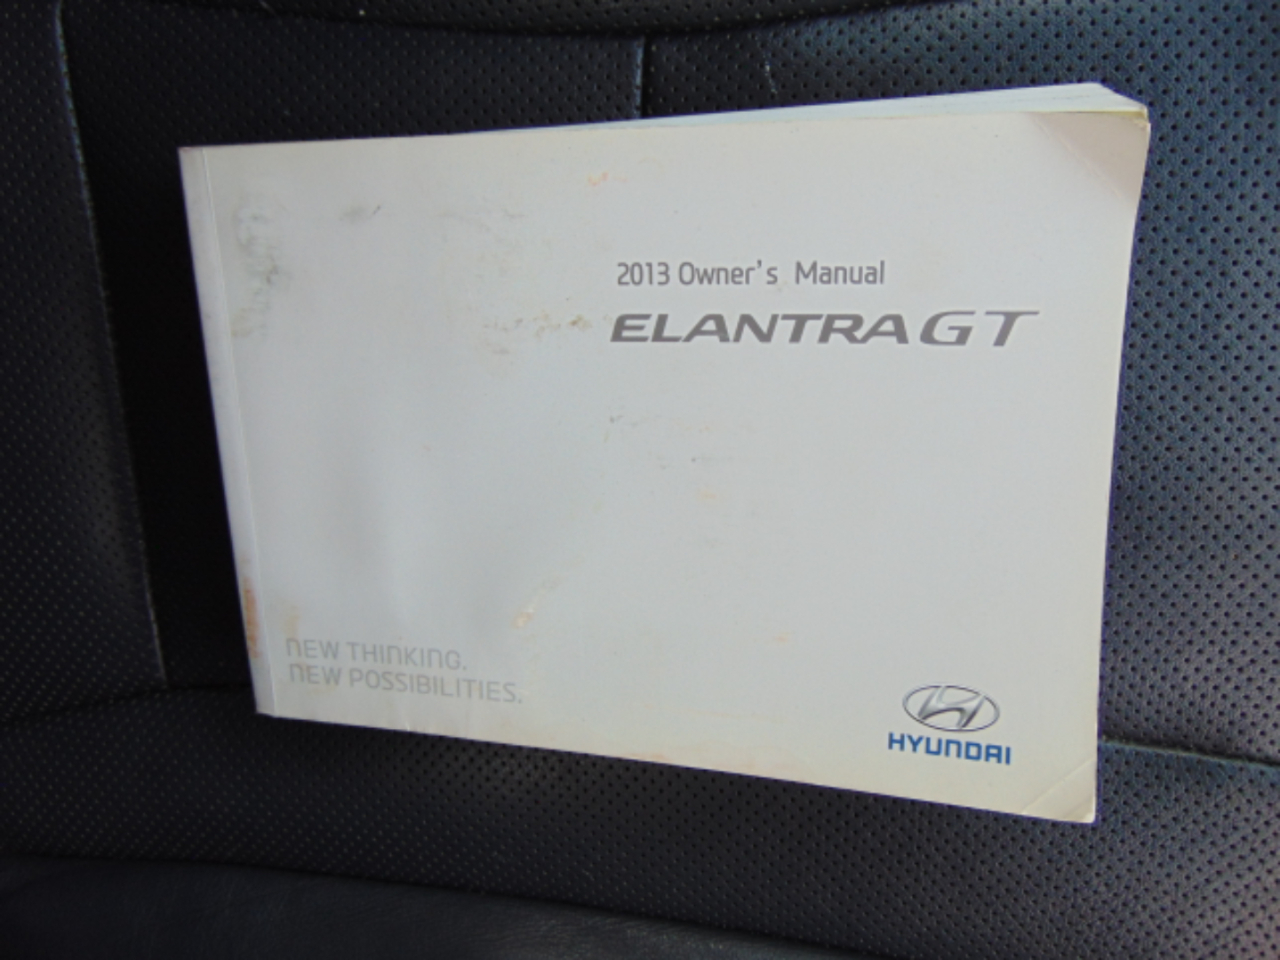 2013 Owner's Manual
ELANTRA GT
NEW THINKING.
NEW POSSIBILITIES.
HYUNDAI